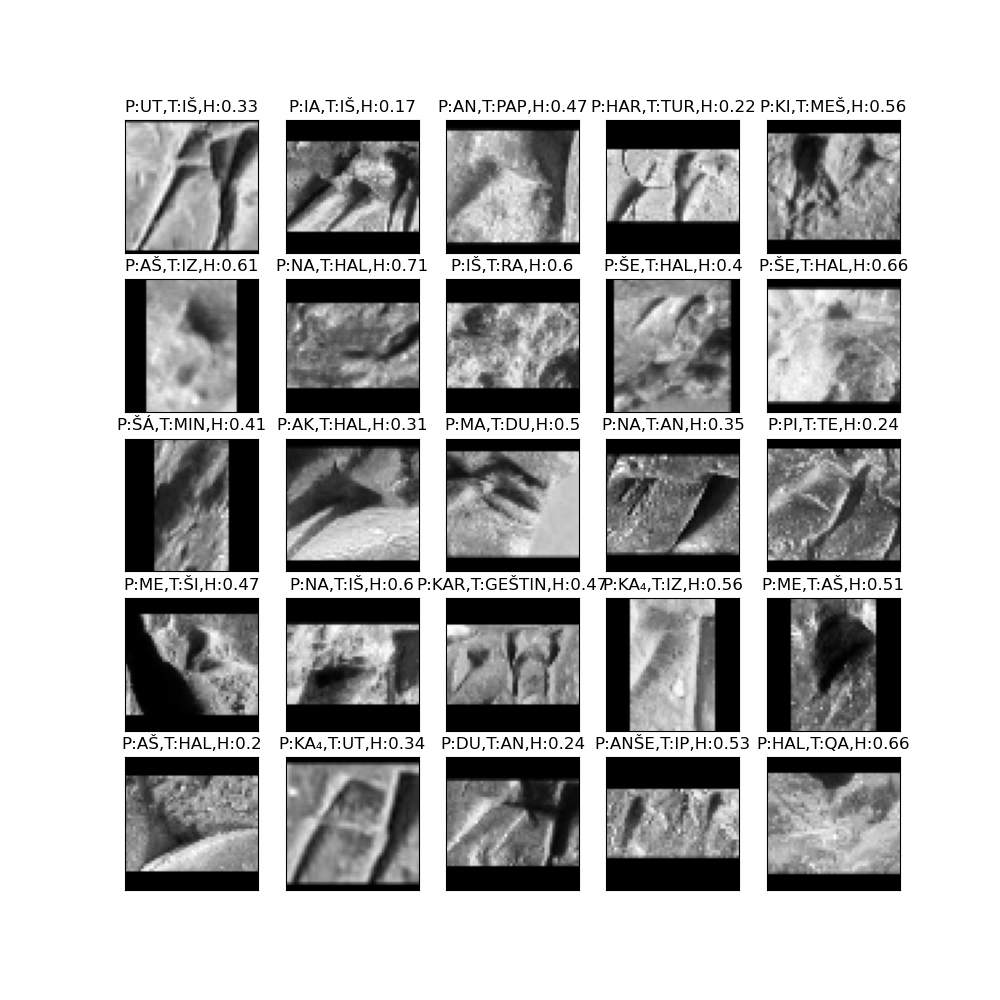 P:UT,T:IŠ,H:0.33 P:IA,T:IŠ,H:0.17 P:AN,T:PAP,H:0.47 P:HAR,T:TUR,H:0.22 P:KI,T:MEŠ,H:0.56
P:AŠ,T:IZ,H:0.61 P:NA,T:HAL,H:0.71 P:IŠ,T:RA,H:0.6 P:ŠE,T:HAL,H:0.4 P:ŠE,T:HAL,H:0.66
P:ŠÁ,T:MIN,H:0.41 P:AK,T:HAL,H:0.31 P:MA,T:DU,H:0.5 P:NA,T:AN,H:0.35 P:PI,T:TE,H:0.24
P:ME,T:ŠI,H:0.47 P:NA,T:IŠ,H:0.6 P:KAR,T:GEŠTIN,H:0.47 P:KA₄,T:IZ,H:0.56 P:ME,T:AŠ,H:0.51
P:AŠ,T:HAL,H:0.2 P:KA₄,T:UT,H:0.34 P:DU,T:AN,H:0.24 P:ANŠE,T:IP,H:0.53 P:HAL,T:QA,H:0.66